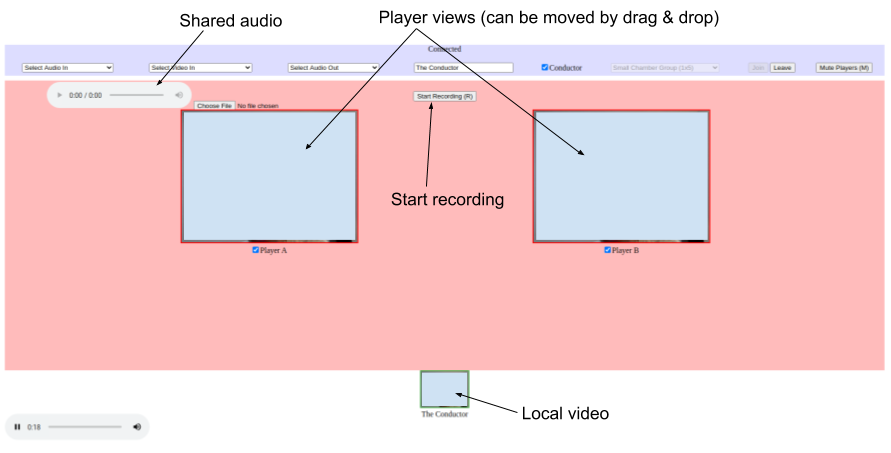 Shared audio
Player views (can be moved by drag & drop)
Connected
Select Audio In
Select Video In
Select Audio Out
The Conductor
Conductor
Small Chamber Group (1x6)
Join
Leave
Mute Players (M)
0:00 / 0:00
Start Recording (R)
Choose File No file chosen
Start recording
Player A
Player B
The Conductor
Local video
0:18